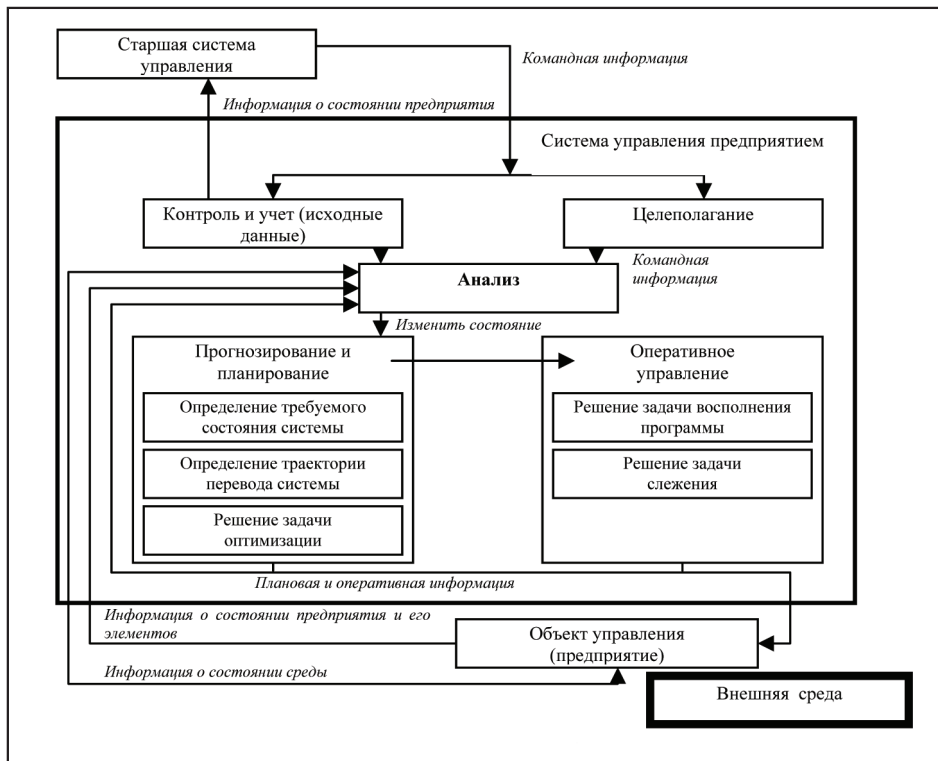 Старшая система
управления
Командная информация
Информация о состоянии предприятия
Система управления предприятием
Контроль и учет (исходные
данные)
Целеполагание
Командная
информация
Анализ
Изменить состояние
Прогнозирование и
планирование
Определение требуемого
состояния системы
Определение траектории
перевода системы
Решение задачи
оптимизации
Оперативное
управление
Решение задачи восполнения
программы
Решение задачи
слежения
Плановая и оперативная информация
Информация о состоянии предприятия и его
элементов
Объект управления
(предприятие)
Информация о состоянии среды
Внешняя среда